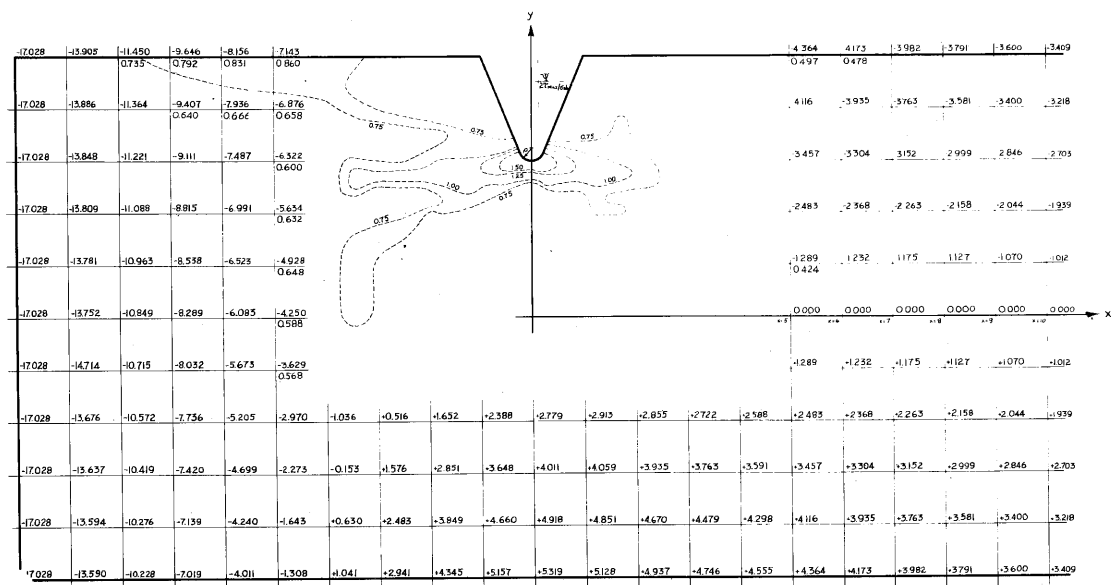 y
-17.028 -13.905 -11.450 -9.646 -8.156 -7.143 4.364 4.173 -3.982 -3.791 -3.600 -3.409
0.735 0.792 0.831 0.860 0.497 0.478
-17.028 -13.886 -11.364 -9.407 -7.936 -6.876 4.116 -3.935 -3.763 -3.581 -3.400 -3.218
0.640 0.666 0.658
0.75 0.75 0.75
-17.028 -13.848 -11.221 -9.111 -7.487 -6.322 -3.457 -3.304 3.152 2.999 2.846 -2.703
0.600
1.50
1.25
1.00 1.00
-17.028 -13.809 -11.088 -8.815 -6.991 -5.634 -2.483 -2.368 -2.263 -2.158 -2.044 -1.939
0.632
0.75 0.75
-17.028 -13.781 -10.963 -8.538 -6.523 -4.928 -1.289 1.232 1.175 1.127 -1.070 -1.012
0.648 0.424
-17.028 -13.752 -10.849 -8.289 -6.083 -4.250 0.000 0.000 0.000 0.000 0.000 0.000
0.588 x=5 x=6 x=7 x=8 x=9 x=10 x
-17.028 -14.714 -10.715 -8.032 -5.673 -3.629 +1.289 +1.232 +1.175 +1.127 +1.070 +1.012
0.568
-17.028 -13.676 -10.572 -7.736 -5.205 -2.970 -1.036 +0.516 +1.652 +2.388 +2.779 +2.913 +2.855 +2.722 +2.588 +2.483 +2.368 +2.263 +2.158 +2.044 +1.939
-17.028 -13.637 -10.419 -7.420 -4.699 -2.273 -0.153 +1.576 +2.851 +3.648 +4.011 +4.059 +3.935 +3.763 +3.591 +3.457 +3.304 +3.152 +2.999 +2.846 +2.703
-17.028 -13.594 -10.276 -7.139 -4.240 -1.643 +0.630 +2.483 +3.849 +4.660 +4.918 +4.851 +4.670 +4.479 +4.298 +4.116 +3.935 +3.763 +3.581 +3.400 +3.218
17.028 -13.590 -10.228 -7.019 -4.011 -1.308 +1.041 +2.941 +4.345 +5.157 +5.319 +5.128 +4.937 +4.746 +4.555 +4.364 +4.173 +3.982 +3.791 +3.600 +3.409